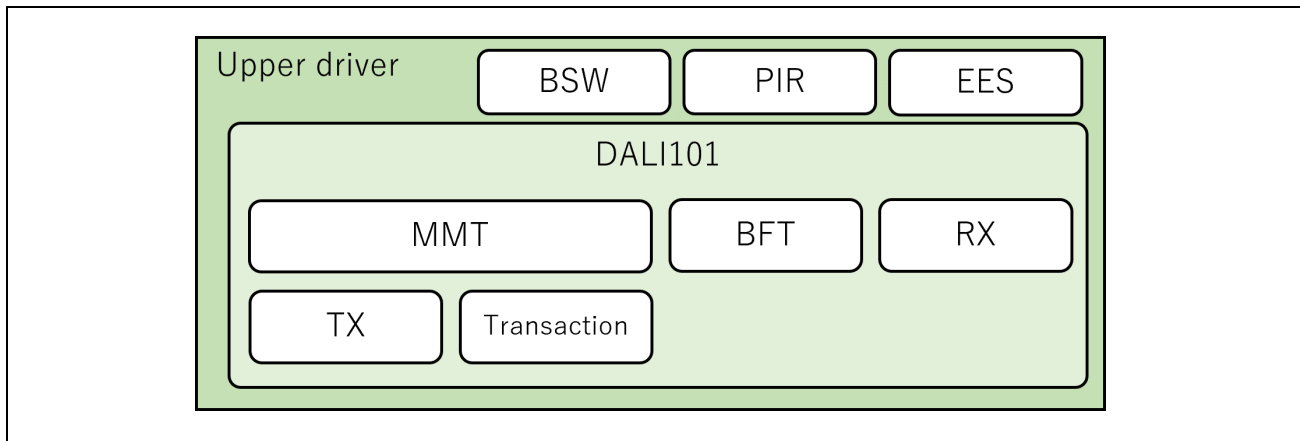 Upper driver
BSW
PIR
EES
DALI101
MMT
BFT
RX
TX
Transaction